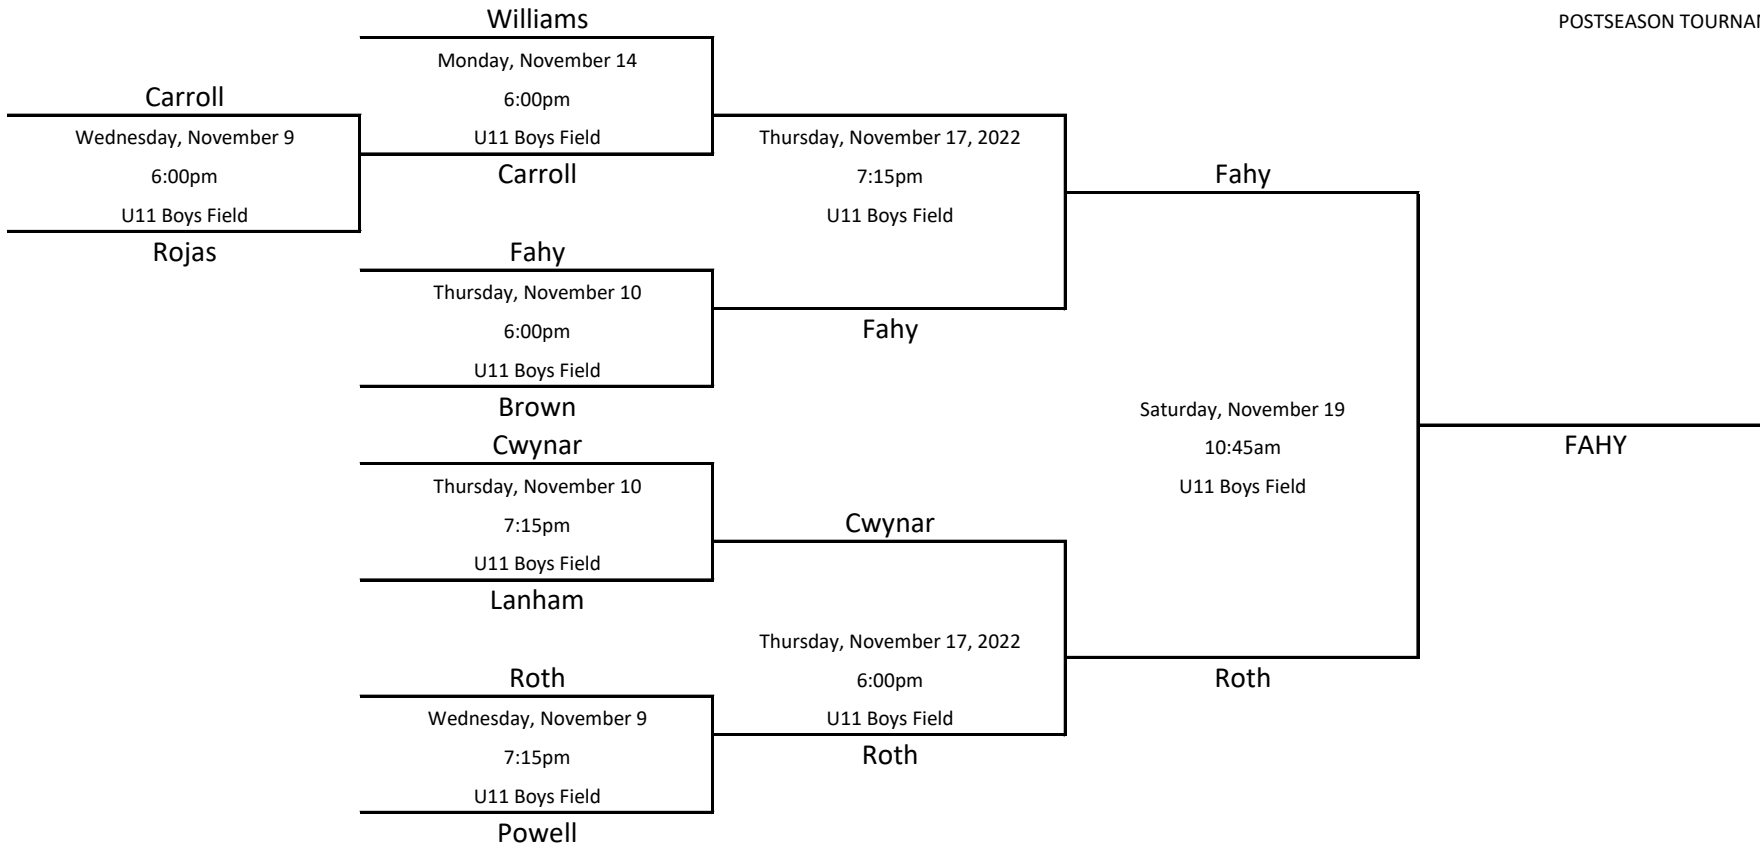 POSTSEASON TOURNAM
Williams
Monday, November 14
6:00pm
U11 Boys Field
Carroll
Carroll
Wednesday, November 9
6:00pm
U11 Boys Field
Rojas
Fahy
Thursday, November 10
6:00pm
U11 Boys Field
Brown
Cwynar
Thursday, November 10
7:15pm
U11 Boys Field
Lanham
Roth
Wednesday, November 9
7:15pm
U11 Boys Field
Powell
Thursday, November 17, 2022
7:15pm
U11 Boys Field
Fahy
Cwynar
Thursday, November 17, 2022
6:00pm
U11 Boys Field
Roth
Fahy
Saturday, November 19
10:45am
U11 Boys Field
Roth
FAHY